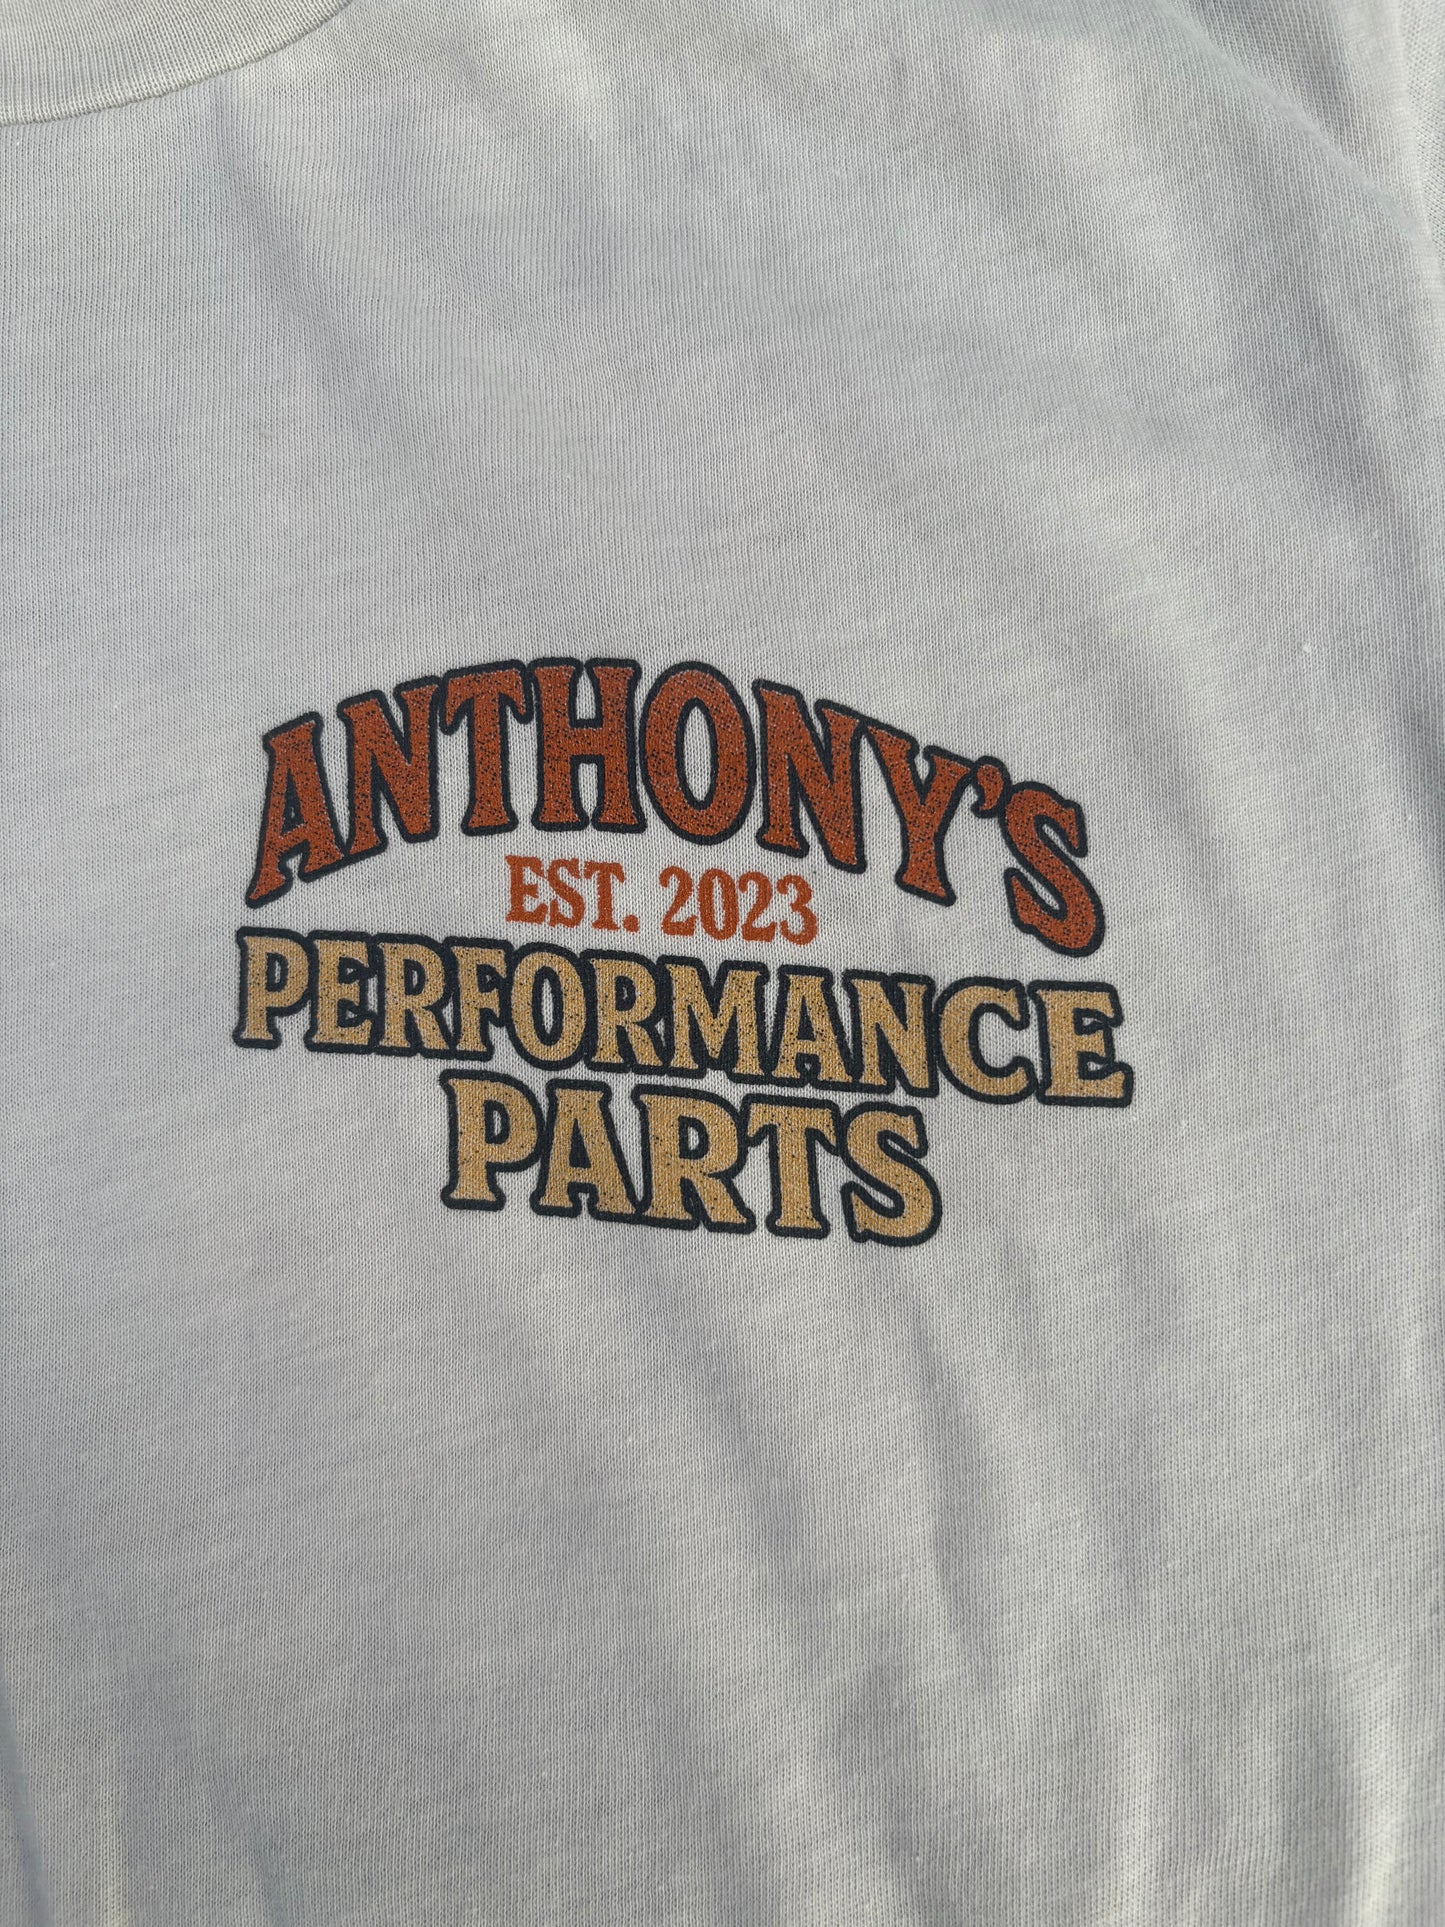 ANTHONY'S
EST. 2023
PERFORMANCE
PARTS